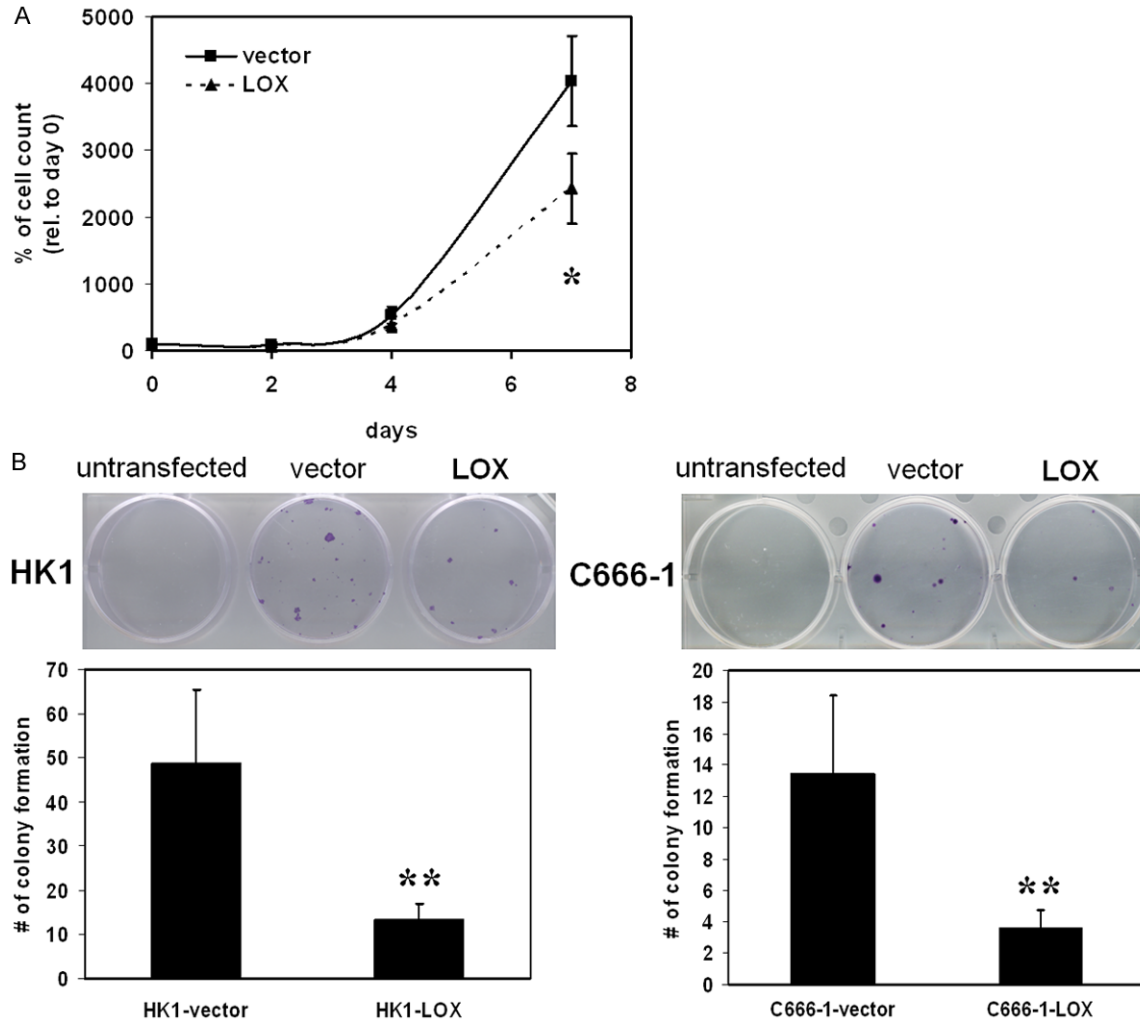 A
5000
4000
3000
2000
1000
0
% of cell count
(rel. to day 0)
vector
LOX
*
0 2 4 6 8
days
B
untransfected vector LOX
HK1
untransfected vector LOX
C666-1
70
60
50
40
30
20
10
0
# of colony formation
**
HK1-vector HK1-LOX
20
18
16
14
12
10
8
6
4
2
0
# of colony formation
**
C666-1-vector C666-1-LOX